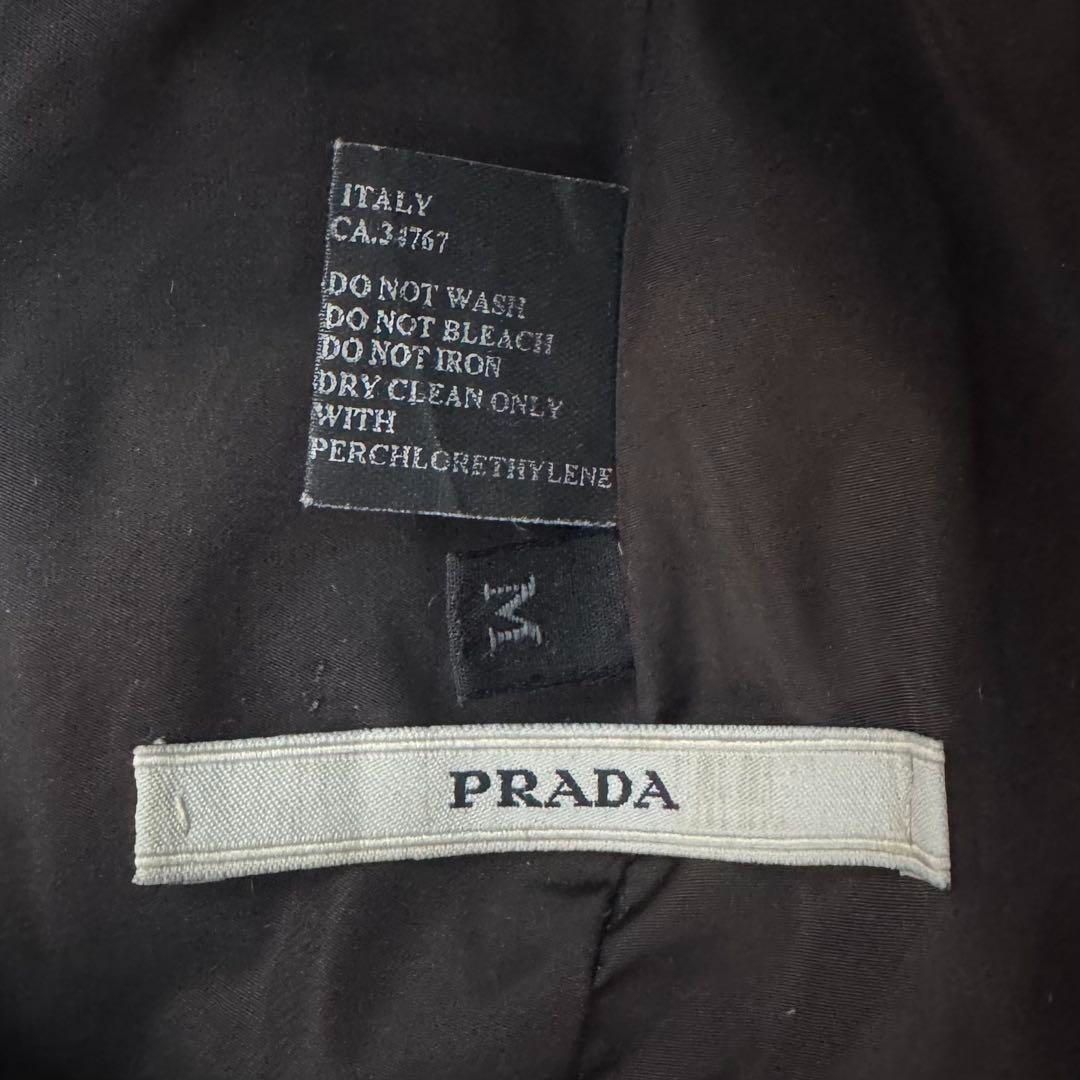 ITALY
CA.34767
DO NOT WASH
DO NOT BLEACH
DO NOT IRON
DRY CLEAN ONLY
WITH
PERCHLORETHYLENE
M
PRADA